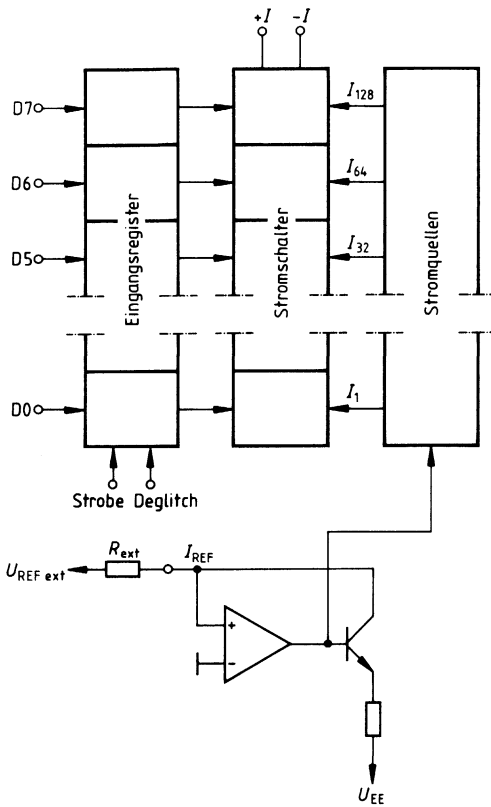 +I -I
D7 I128
D6 I64
D5 I32
Eingangsregister
Stromschalter
Stromquellen
D0 I1
Strobe Deglitch
Rext IREF
UREF ext
+
-
UEE